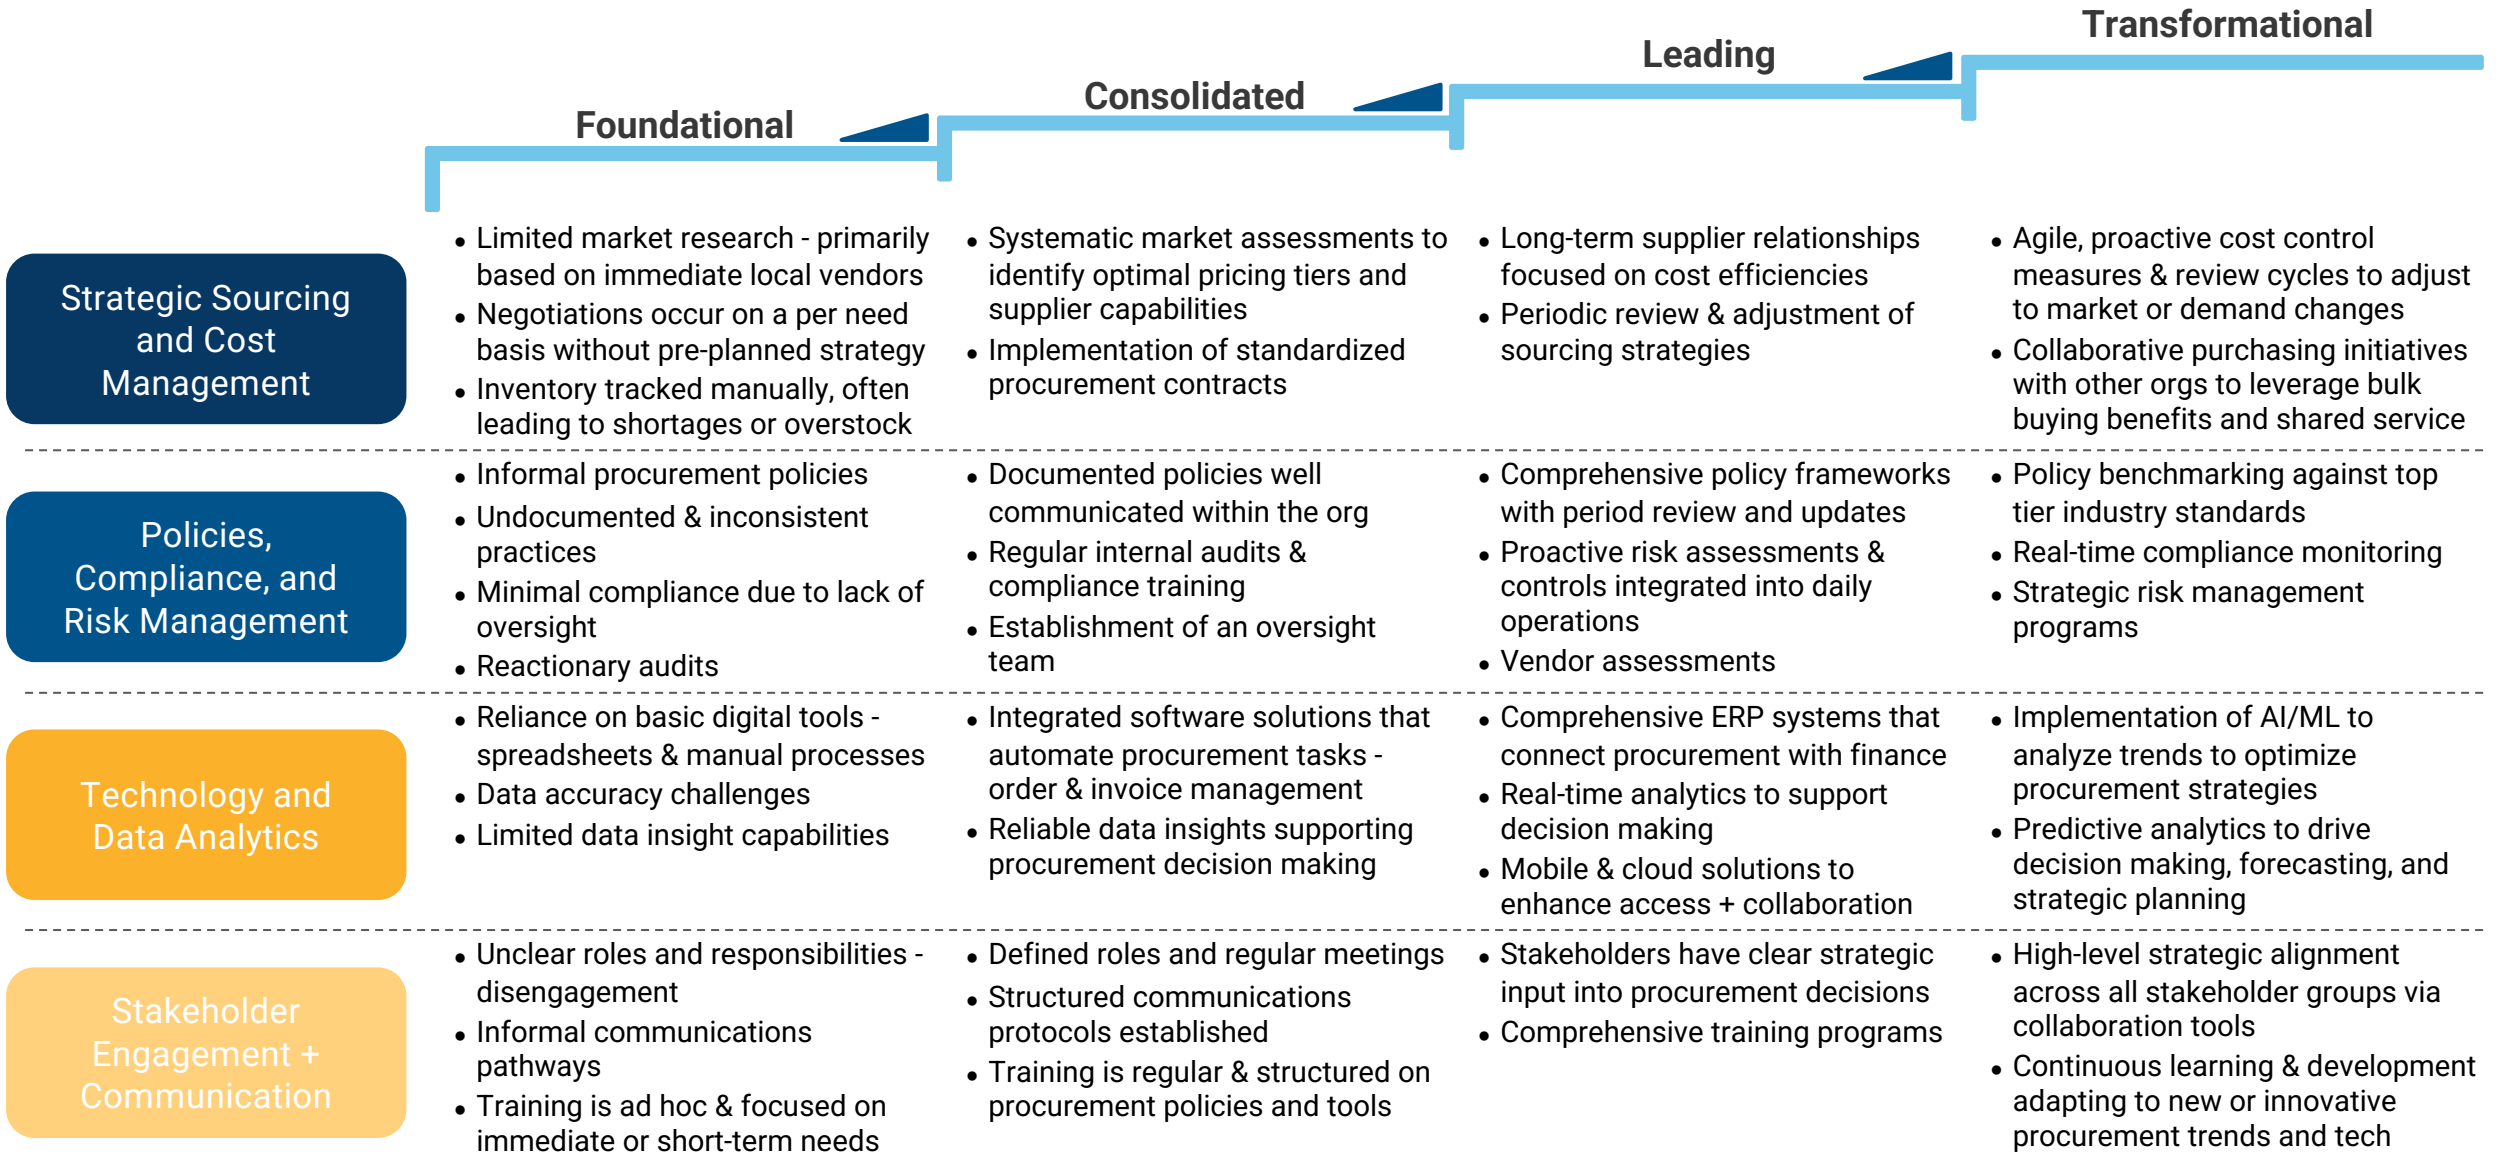 Transformational
Leading
Consolidated
Foundational
Strategic Sourcing
and Cost
Management
• Limited market research - primarily
based on immediate local vendors
• Negotiations occur on a per need
basis without pre-planned strategy
• Inventory tracked manually, often
leading to shortages or overstock
• Systematic market assessments to
identify optimal pricing tiers and
supplier capabilities
• Implementation of standardized
procurement contracts
• Long-term supplier relationships
focused on cost efficiencies
• Periodic review & adjustment of
sourcing strategies
• Agile, proactive cost control
measures & review cycles to adjust
to market or demand changes
• Collaborative purchasing initiatives
with other orgs to leverage bulk
buying benefits and shared service
Policies,
Compliance, and
Risk Management
• Informal procurement policies
• Undocumented & inconsistent
practices
• Minimal compliance due to lack of
oversight
• Reactionary audits
• Documented policies well
communicated within the org
• Regular internal audits &
compliance training
• Establishment of an oversight
team
• Comprehensive policy frameworks
with period review and updates
• Proactive risk assessments &
controls integrated into daily
operations
• Vendor assessments
• Policy benchmarking against top
tier industry standards
• Real-time compliance monitoring
• Strategic risk management
programs
Technology and
Data Analytics
• Reliance on basic digital tools -
spreadsheets & manual processes
• Data accuracy challenges
• Limited data insight capabilities
• Integrated software solutions that
automate procurement tasks -
order & invoice management
• Reliable data insights supporting
procurement decision making
• Comprehensive ERP systems that
connect procurement with finance
• Real-time analytics to support
decision making
• Mobile & cloud solutions to
enhance access + collaboration
• Implementation of AI/ML to
analyze trends to optimize
procurement strategies
• Predictive analytics to drive
decision making, forecasting, and
strategic planning
Stakeholder
Engagement +
Communication
• Unclear roles and responsibilities -
disengagement
• Informal communications
pathways
• Training is ad hoc & focused on
immediate or short-term needs
• Defined roles and regular meetings
• Structured communications
protocols established
• Training is regular & structured on
procurement policies and tools
• Stakeholders have clear strategic
input into procurement decisions
• Comprehensive training programs
• High-level strategic alignment
across all stakeholder groups via
collaboration tools
• Continuous learning & development
adapting to new or innovative
procurement trends and tech